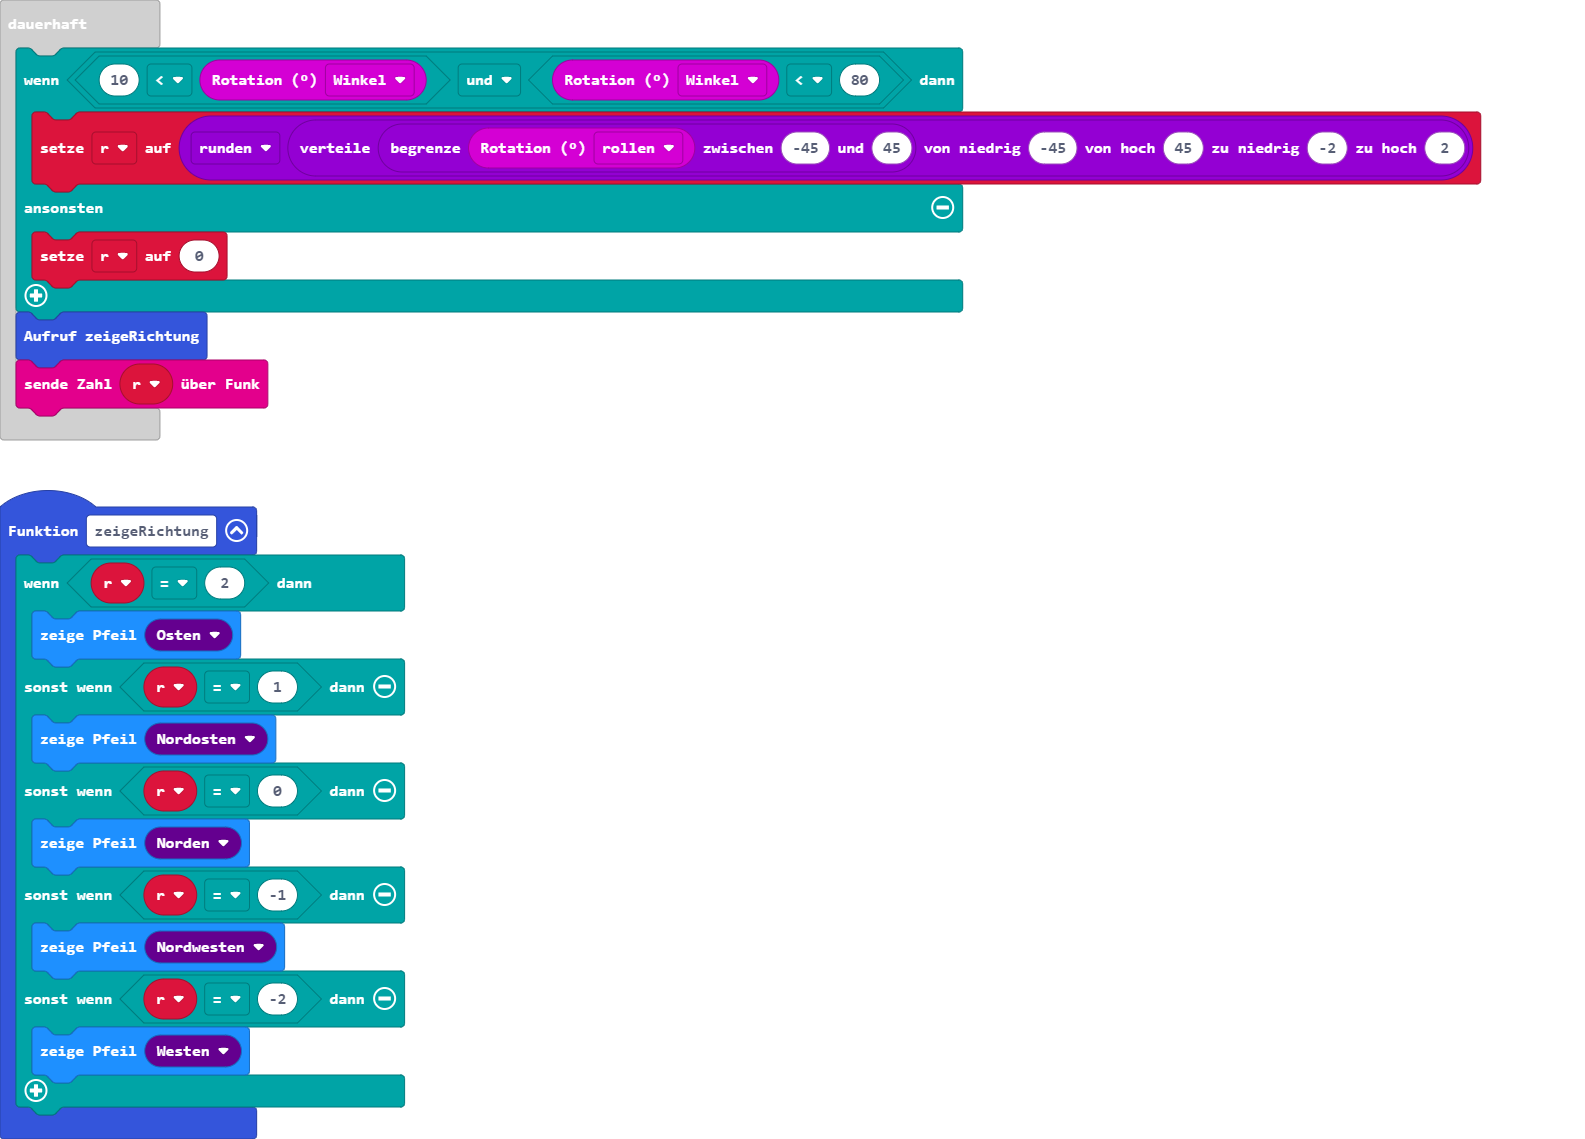 dauerhaft
wenn 10 < Rotation (º) Winkel und Rotation (º) Winkel < 80 dann
setze r auf runden verteile begrenze Rotation (º) rollen zwischen -45 und 45 von niedrig -45 von hoch 45 zu niedrig -2 zu hoch 2
ansonsten
setze r auf 0
Aufruf zeigeRichtung
sende Zahl r über Funk
Funktion zeigeRichtung
wenn r = 2 dann
zeige Pfeil Osten
sonst wenn r = 1 dann
zeige Pfeil Nordosten
sonst wenn r = 0 dann
zeige Pfeil Norden
sonst wenn r = -1 dann
zeige Pfeil Nordwesten
sonst wenn r = -2 dann
zeige Pfeil Westen